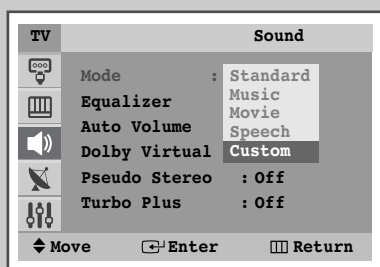 TV Sound
Mode : Standard
Music
Equalizer
Movie
Auto Volume
Speech
Dolby Virtual Custom
Pseudo Stereo : Off
Turbo Plus : Off
Move Enter Return